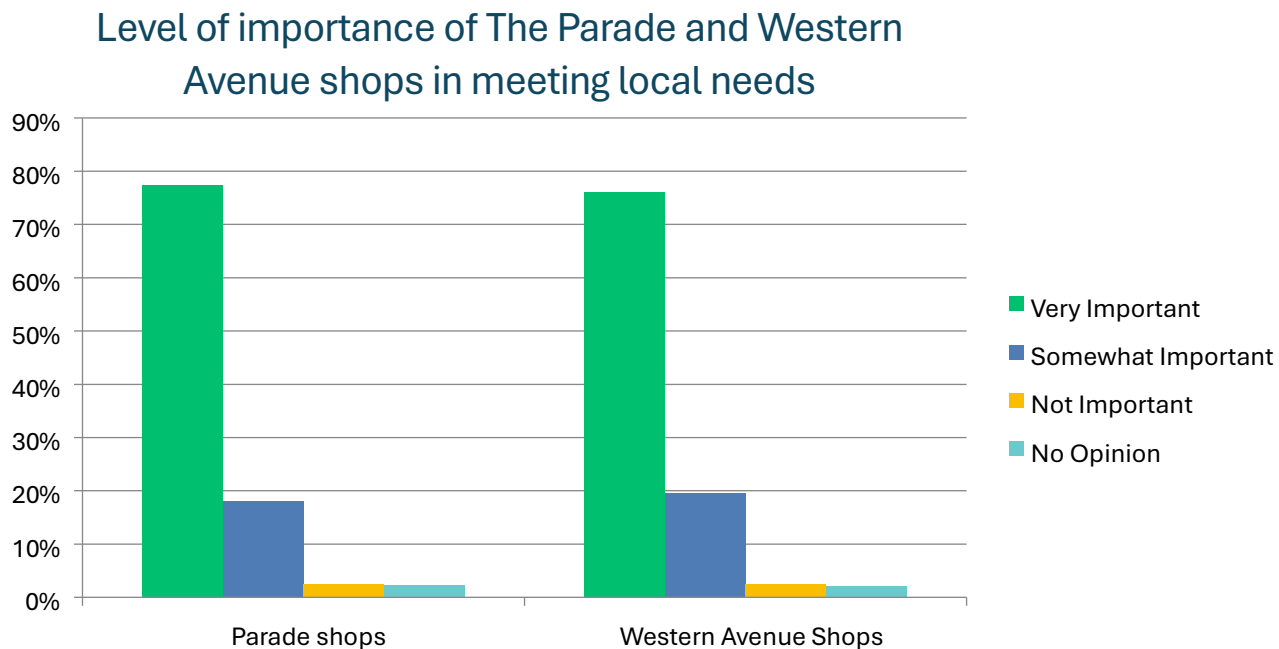 Level of importance of The Parade and Western
Avenue shops in meeting local needs
90%
80%
70%
60%
50%
40%
30%
20%
10%
0%
Parade shops
Western Avenue Shops
Very Important
Somewhat Important
Not Important
No Opinion